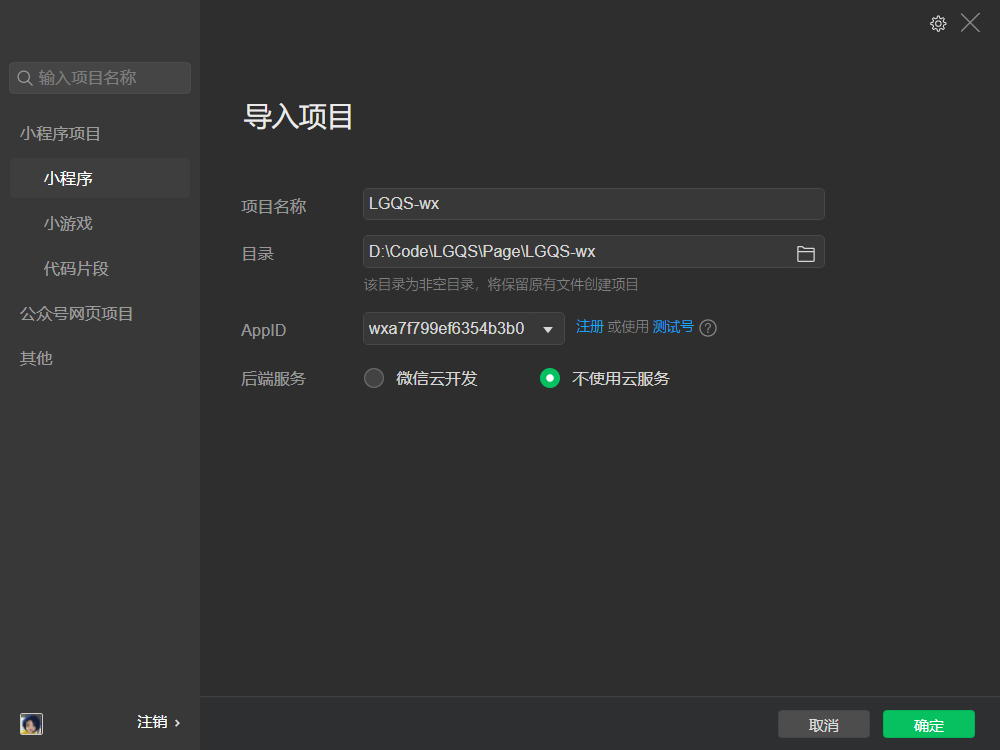 输入项目名称
小程序项目
小程序
小游戏
代码片段
公众号网页项目
其他
注销
导入项目
项目名称 LGQS-wx
目录 D:\Code\LGQS\Page\LGQS-wx
该目录为非空目录，将保留原有文件创建项目
AppID wxa7f799ef6354b3b0 注册 或使用 测试号 ?
后端服务 微信云开发 不使用云服务
取消 确定